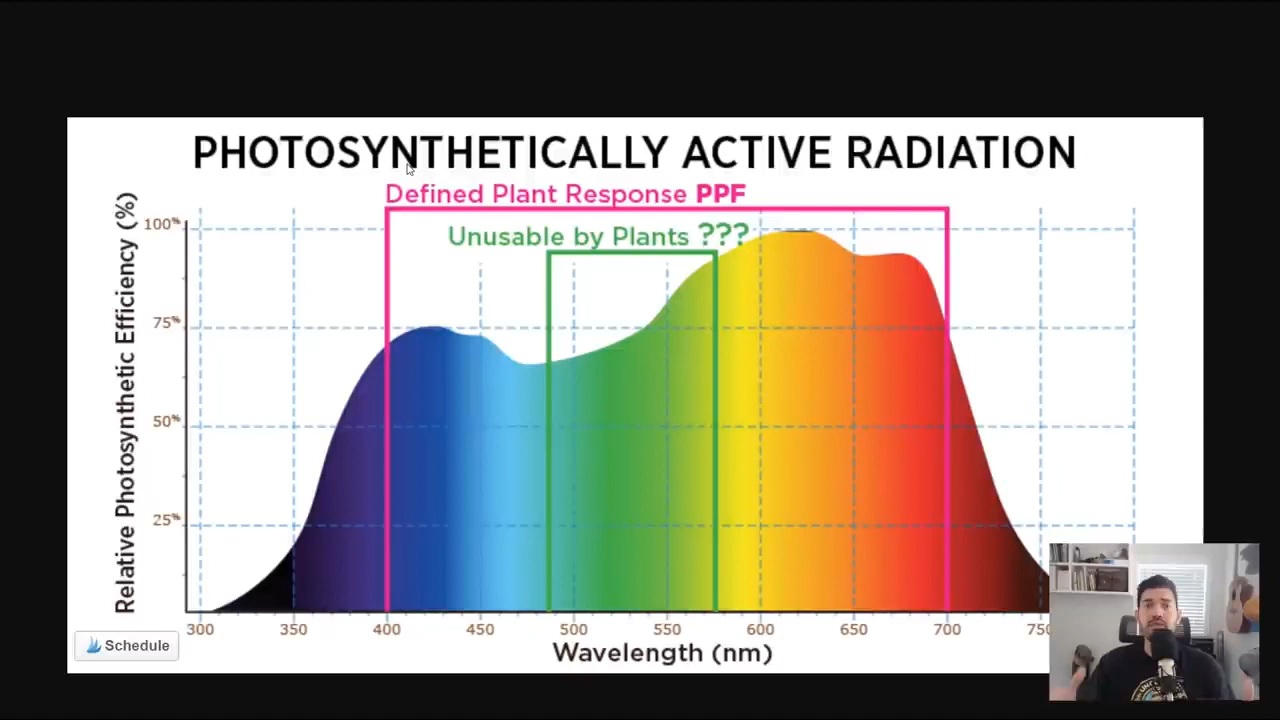 PHOTOSYNTHETICALLY ACTIVE RADIATION
Defined Plant Response PPF
Unusable by Plants ???
Relative Photosynthetic Efficiency (%)
100%
75%
50%
25%
300 350 400 450 500 550 600 650 700 750
Wavelength (nm)
Schedule